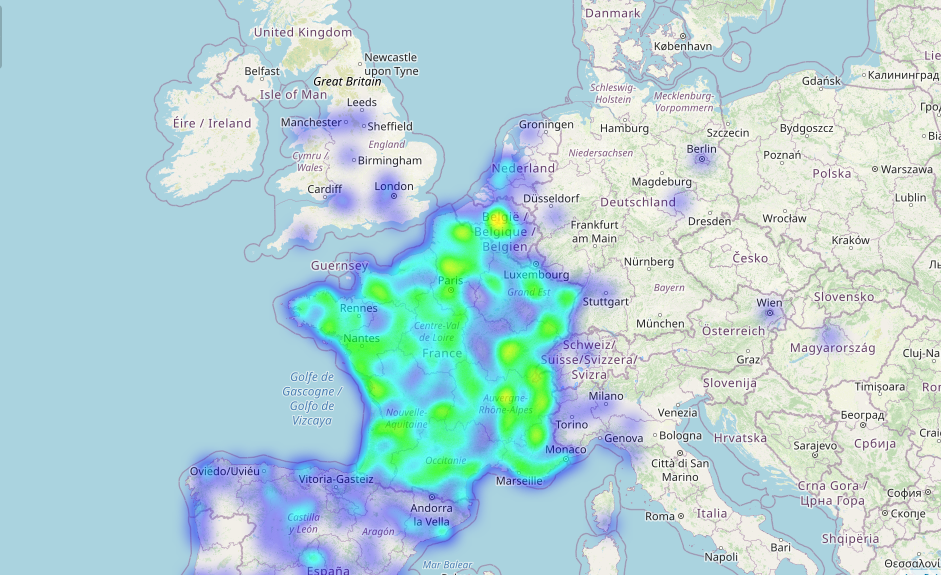 Danmark
United Kingdom
København
Newcastle
upon Tyne
Belfast
Great Britain
Gdańsk
Калининград
Isle of Man
Schleswig-
Holstein
Mecklenburg-
Vorpommern
Leeds
Éire / Ireland
Manchester
Sheffield
Groningen
Hamburg
Szczecin
Bydgoszcz
England
Cymru /
Wales
Birmingham
Niedersachsen
Berlin
Poznań
Nederland
Polska
Warszawa
Cardiff
London
Magdeburg
Düsseldorf
Deutschland
Lublin
België /
Belgique /
Belgien
Dresden
Wrocław
Frankfurt
am Main
Kraków
Guernsey
Luxembourg
Nürnberg
Česko
Paris
Grand Est
Bayern
Rennes
Stuttgart
Wien
Slovensko
Centre-Val
de Loire
München
Österreich
Nantes
France
Schweiz/
Suisse/Svizzera/
Svizra
Magyarország
Graz
Golfe de
Gascogne /
Golfo de
Vizcaya
Slovenija
Timișoara
Auvergne-
Rhône-Alpes
Milano
Nouvelle-
Aquitaine
Torino
Venezia
Београд
Genova
Bologna
Hrvatska
Sarajevo
Србија
Monaco
Occitanie
Città di San
Marino
Oviedo/Uviéu
Vitoria-Gasteiz
Marseille
Crna Gora /
Црна Гора
София
Andorra
la Vella
Castilla
y León
Roma
Italia
Скопје
Aragón
Shqipëria
Napoli
Bari
España
Mar Balear